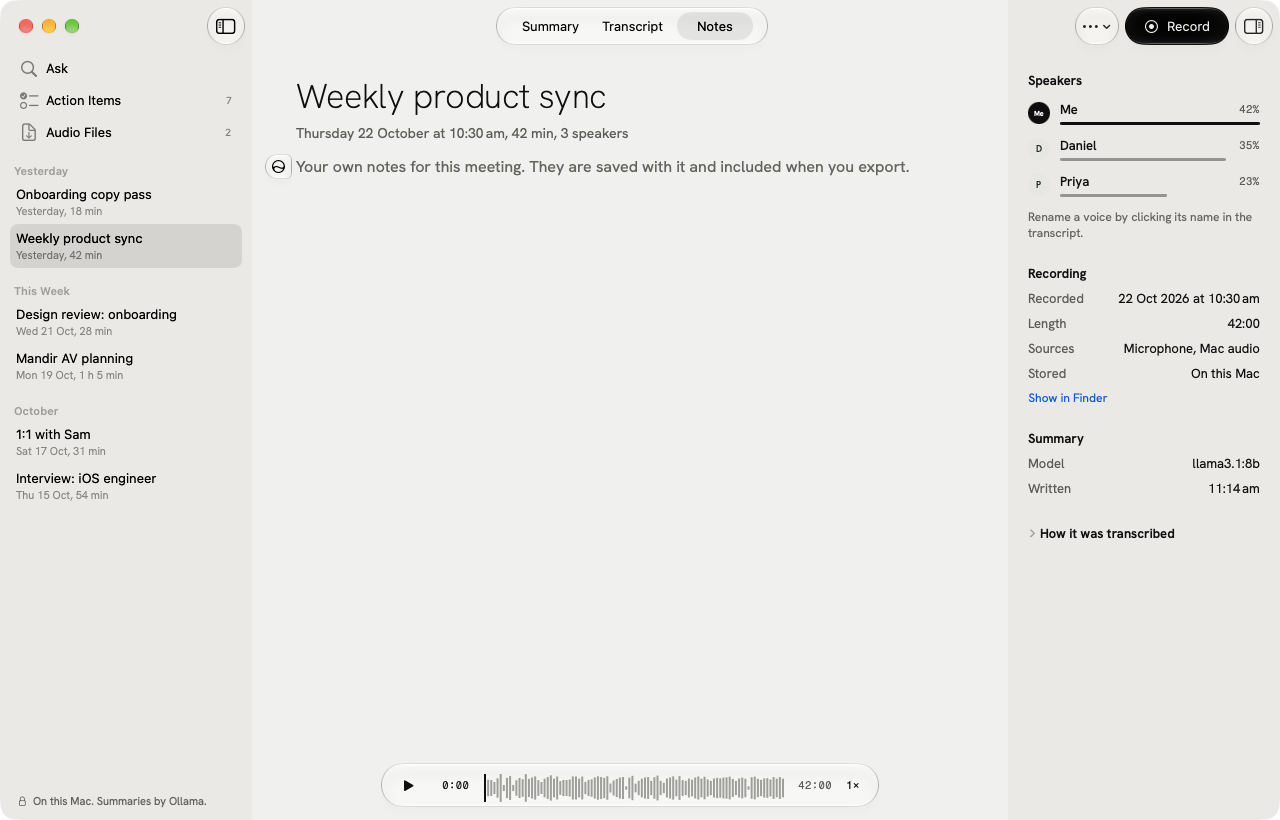 Summary Transcript Notes
Record
Ask
Action Items 7
Audio Files 2
Yesterday
Onboarding copy pass
Yesterday, 18 min
Weekly product sync
Yesterday, 42 min
This Week
Design review: onboarding
Wed 21 Oct, 28 min
Mandir AV planning
Mon 19 Oct, 1 h 5 min
October
1:1 with Sam
Sat 17 Oct, 31 min
Interview: iOS engineer
Thu 15 Oct, 54 min
On this Mac. Summaries by Ollama.
Weekly product sync
Thursday 22 October at 10:30 am, 42 min, 3 speakers
Your own notes for this meeting. They are saved with it and included when you export.
0:00 42:00 1×
Speakers
Me Me 42%
D Daniel 35%
P Priya 23%
Rename a voice by clicking its name in the
transcript.
Recording
Recorded 22 Oct 2026 at 10:30 am
Length 42:00
Sources Microphone, Mac audio
Stored On this Mac
Show in Finder
Summary
Model llama3.1:8b
Written 11:14 am
How it was transcribed